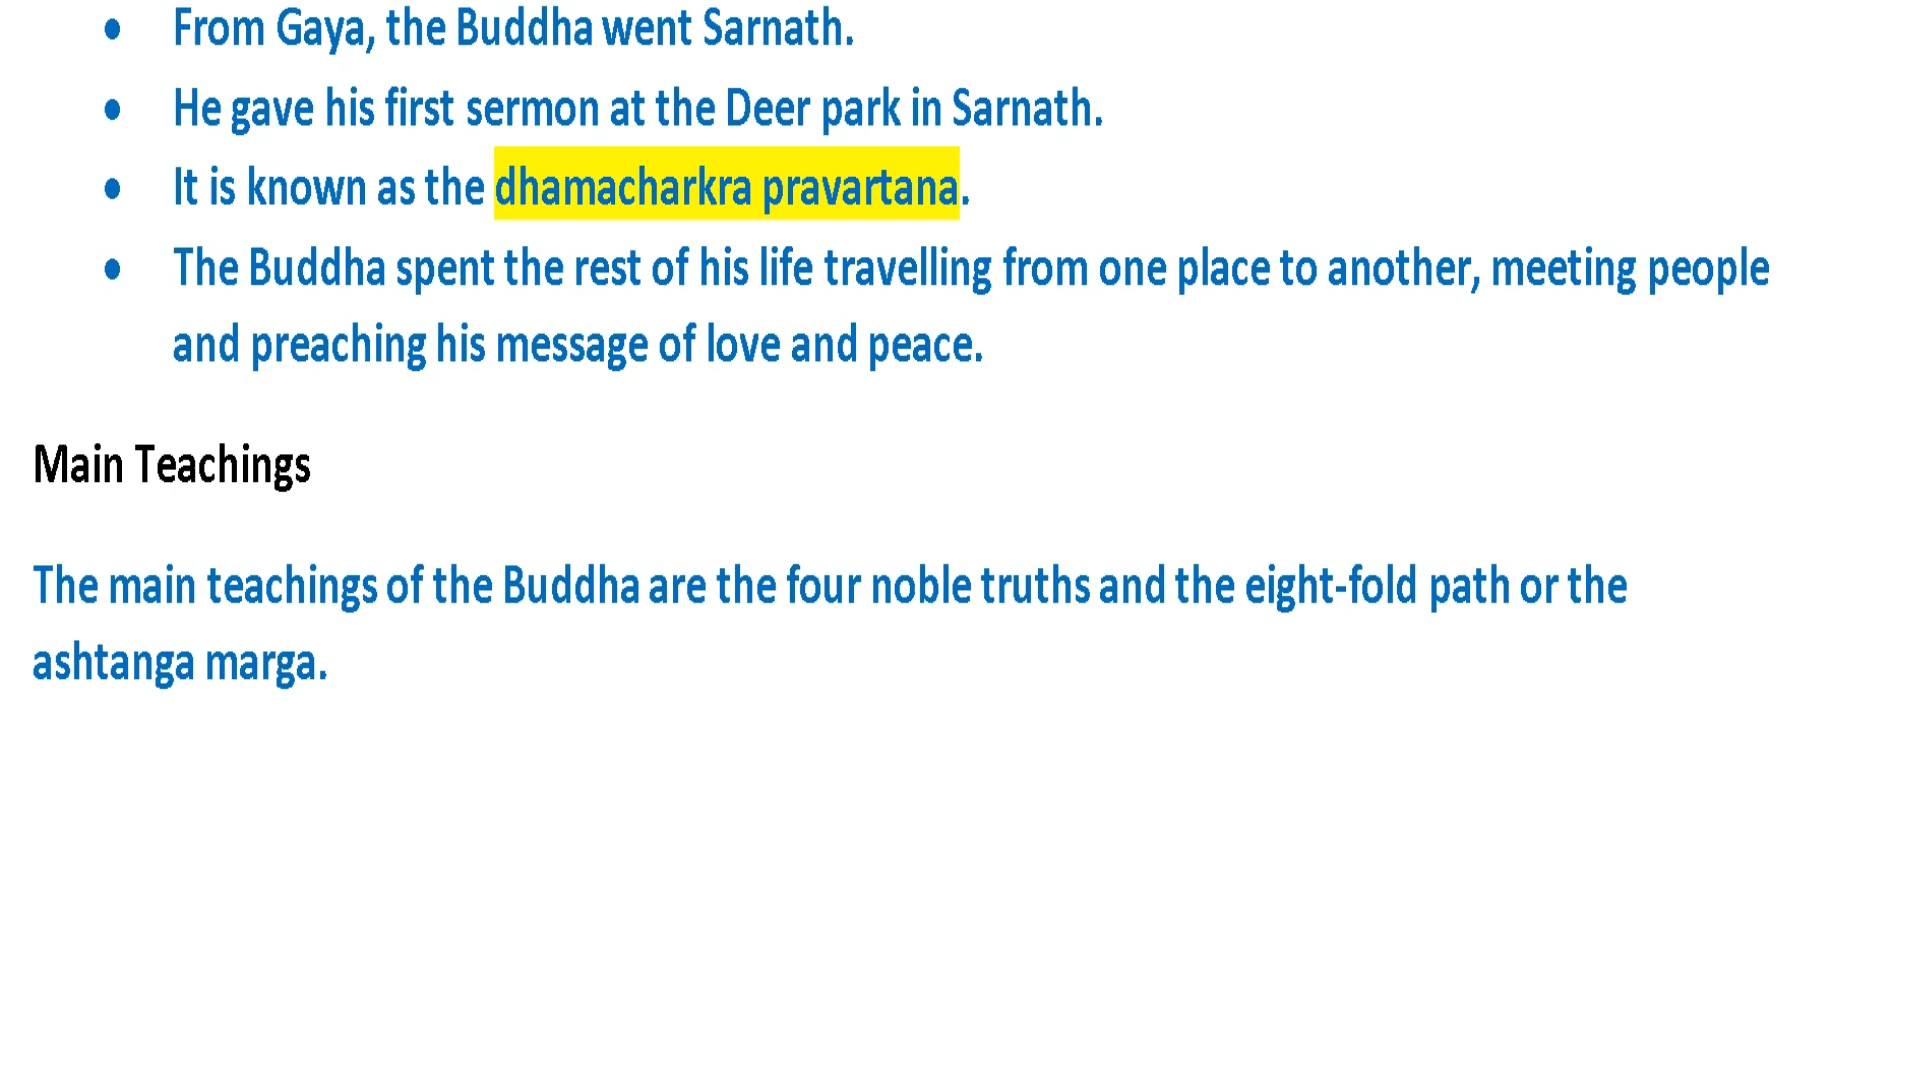 • From Gaya, the Buddha went Sarnath.
• He gave his first sermon at the Deer park in Sarnath.
• It is known as the dhamacharkra pravartana.
• The Buddha spent the rest of his life travelling from one place to another, meeting people
and preaching his message of love and peace.
Main Teachings
The main teachings of the Buddha are the four noble truths and the eight-fold path or the
ashtanga marga.